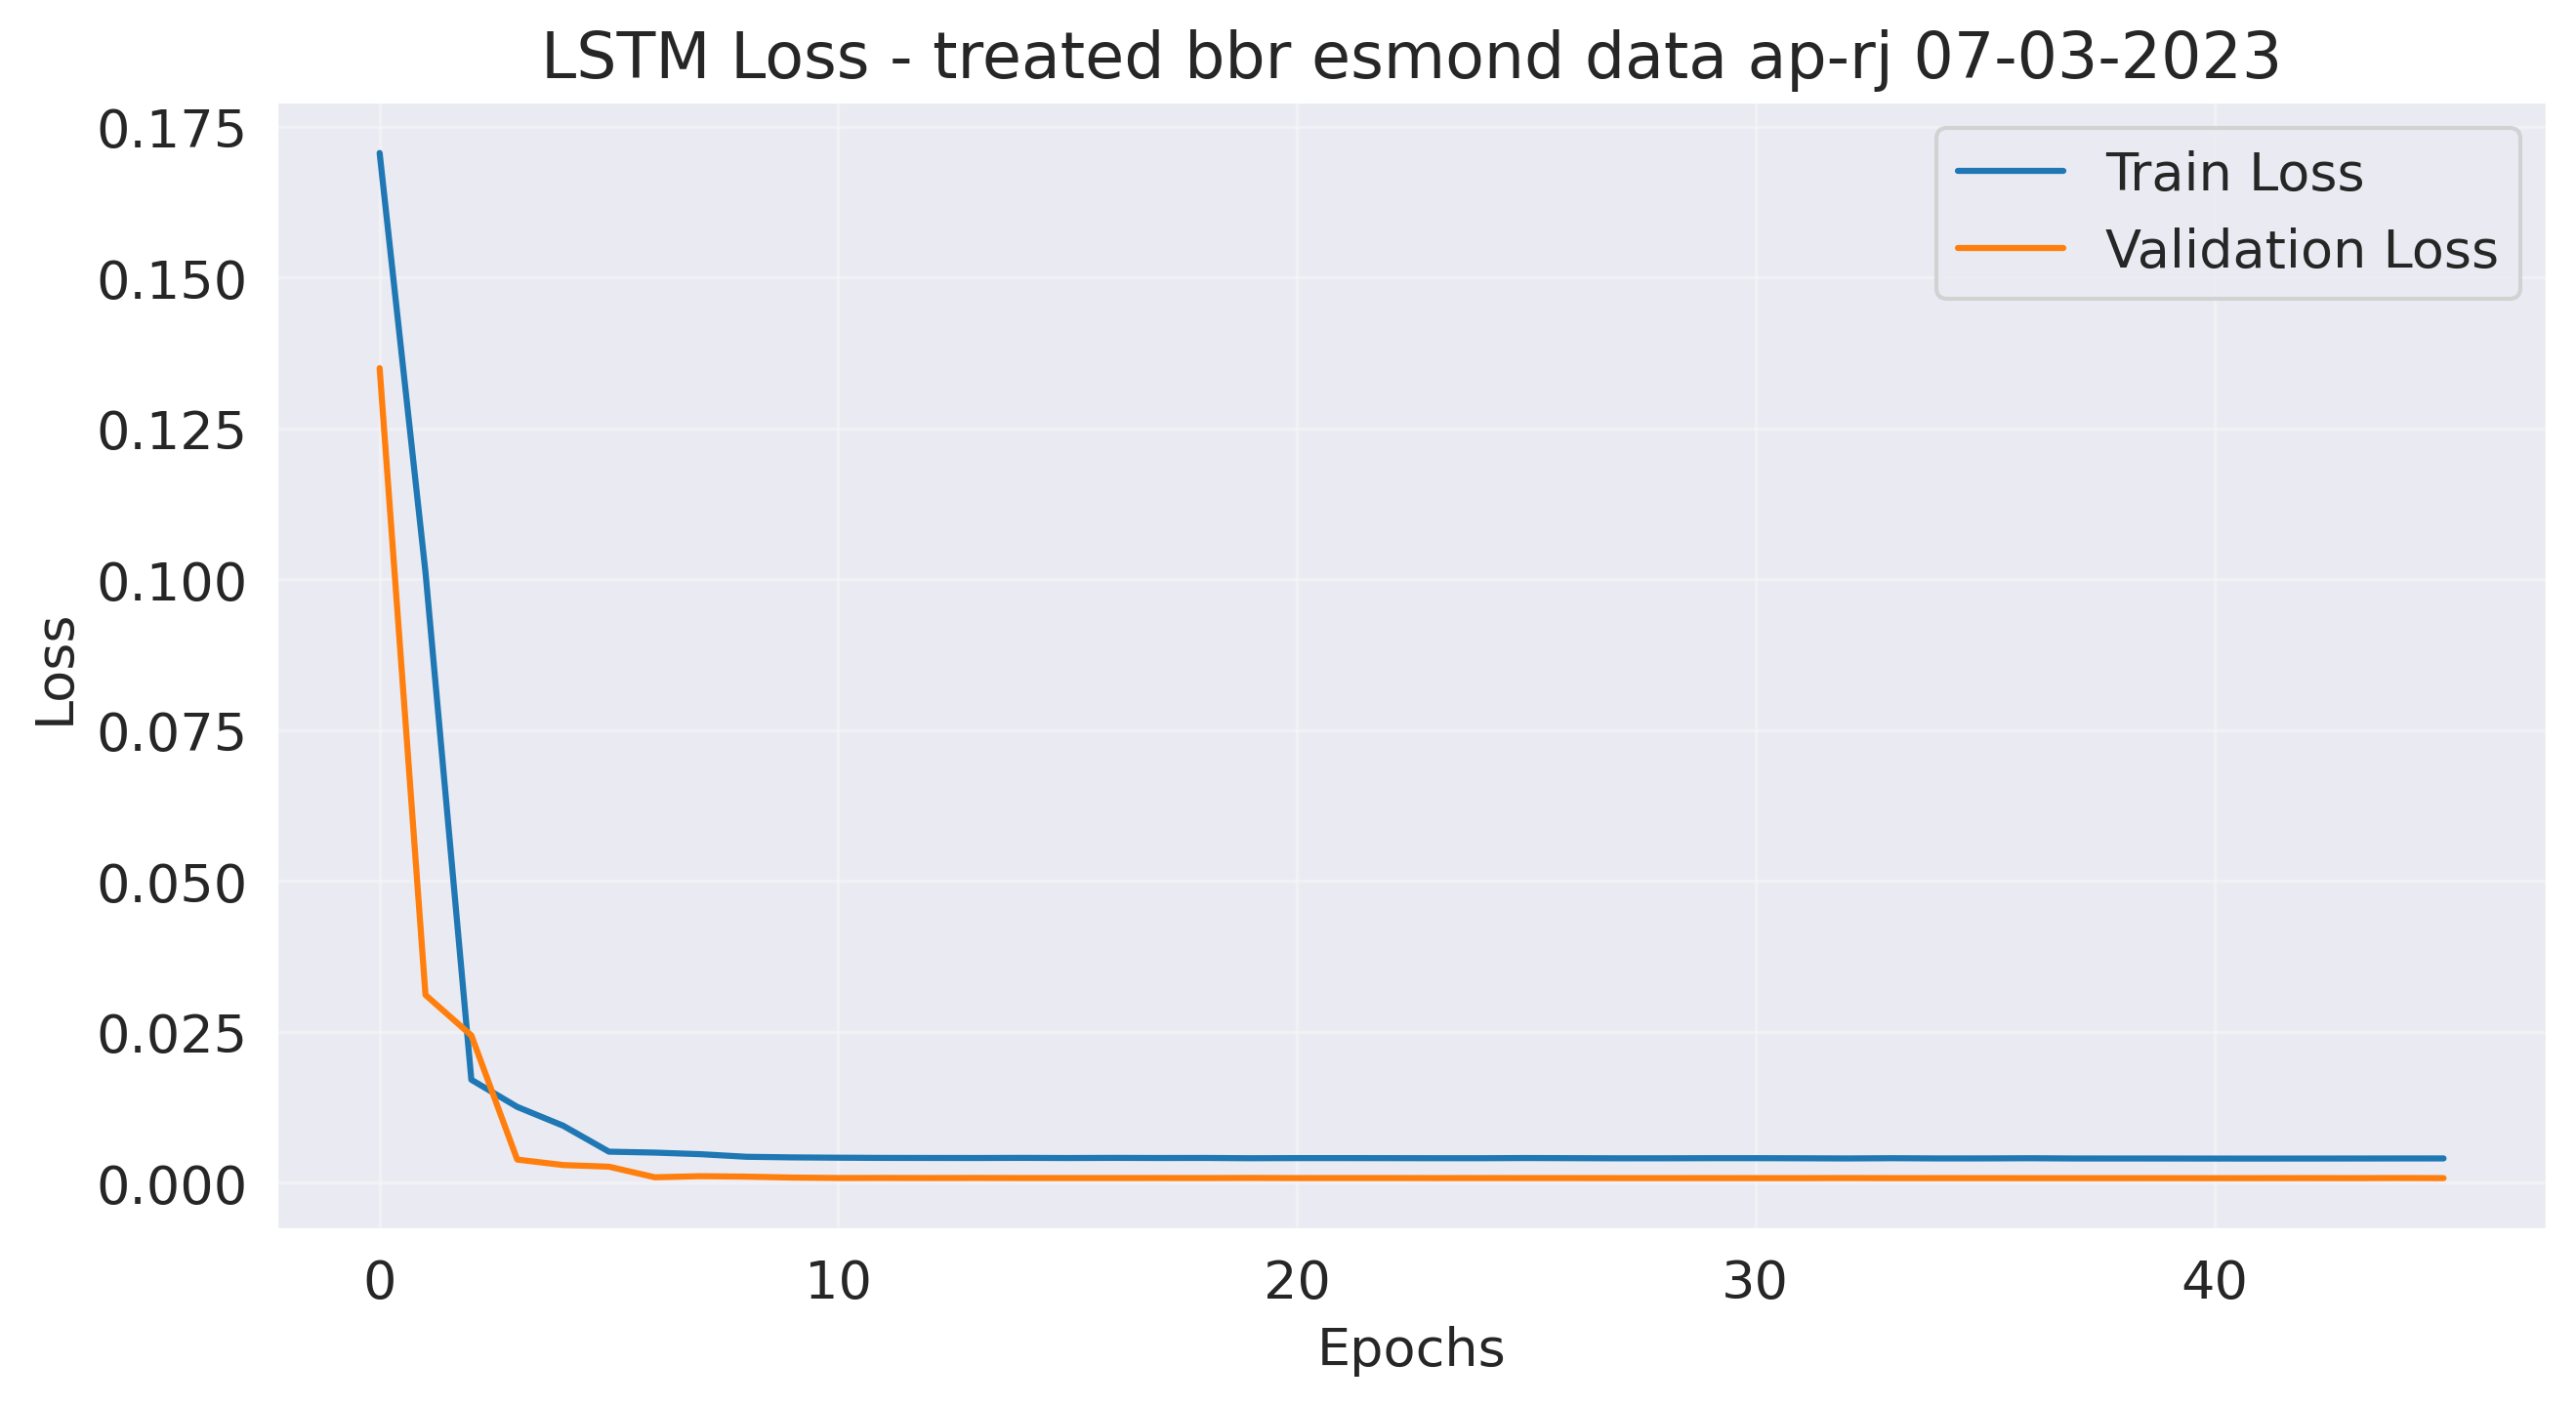 LSTM Loss - treated bbr esmond data ap-rj 07-03-2023
Train Loss
Validation Loss
0.175
0.150
0.125
0.100
0.075
0.050
0.025
0.000
Loss
0 10 20 30 40
Epochs